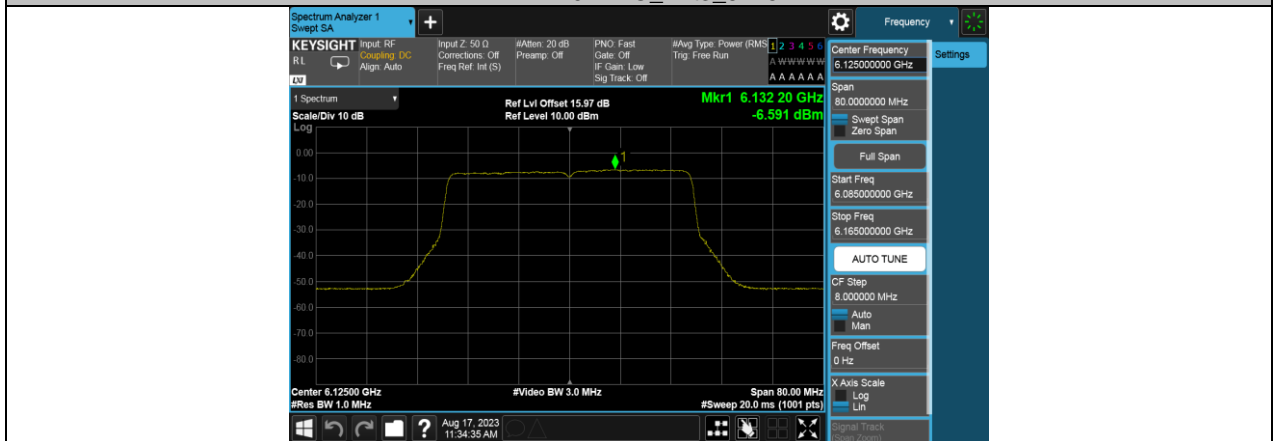 Spectrum Analyzer 1
Swept SA
Frequency
KEYSIGHT
RL
LXI
Input: RF
Coupling: DC
Align: Auto
Input Z: 50 Ω
Corrections: Off
Freq Ref: Int (S)
#Atten: 20 dB
Preamp: Off
PNO: Fast
Gate: Off
IF Gain: Low
Sig Track: Off
#Avg Type: Power (RMS
Trig: Free Run
1 2 3 4 5 6
A W W W W W
A A A A A A
Center Frequency
6.125000000 GHz
Settings
1 Spectrum
Scale/Div 10 dB
Ref Lvl Offset 15.97 dB
Ref Level 10.00 dBm
Mkr1 6.132 20 GHz
-6.591 dBm
Log
0.00
-10.0
-20.0
-30.0
-40.0
-50.0
-60.0
-70.0
-80.0
1
Span
80.0000000 MHz
Swept Span
Zero Span
Full Span
Start Freq
6.085000000 GHz
Stop Freq
6.165000000 GHz
AUTO TUNE
CF Step
8.000000 MHz
Auto
Man
Freq Offset
0 Hz
X Axis Scale
Log
Lin
Signal Track
(Span Zoom)
Center 6.12500 GHz
#Res BW 1.0 MHz
#Video BW 3.0 MHz
Span 80.00 MHz
#Sweep 20.0 ms (1001 pts)
?
Aug 17, 2023
11:34:35 AM